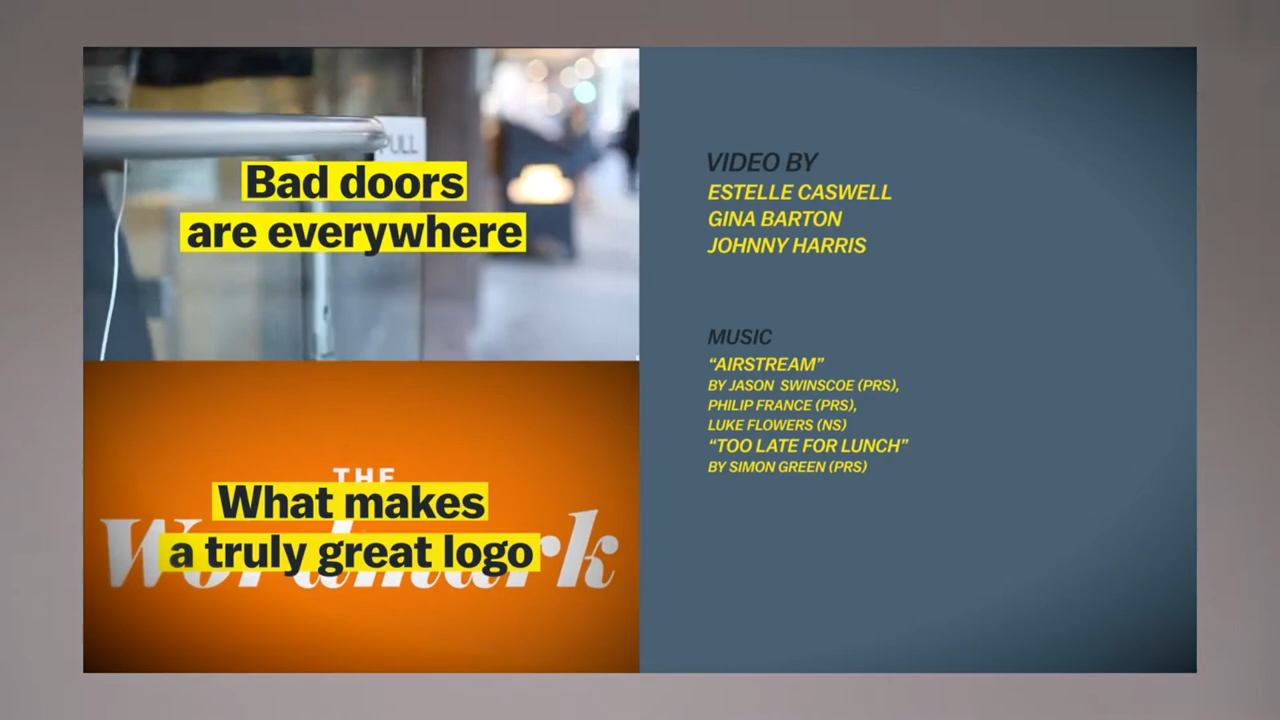 PULL
Bad doors
are everywhere
THE
Wordmark
What makes
a truly great logo
VIDEO BY
ESTELLE CASWELL
GINA BARTON
JOHNNY HARRIS
MUSIC
“AIRSTREAM”
BY JASON SWINSCOE (PRS),
PHILIP FRANCE (PRS),
LUKE FLOWERS (NS)
“TOO LATE FOR LUNCH”
BY SIMON GREEN (PRS)